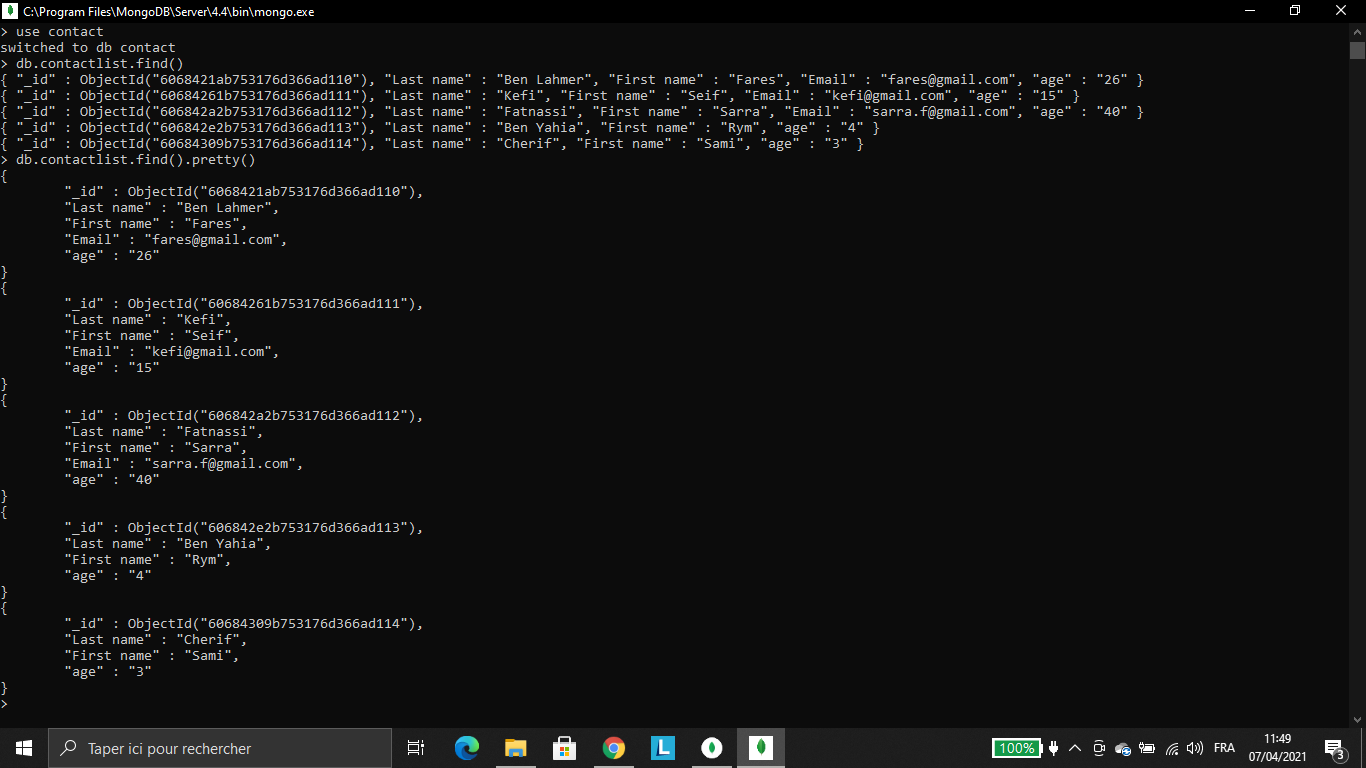 C:\Program Files\MongoDB\Server\4.4\bin\mongo.exe
> use contact
switched to db contact
> db.contactlist.find()
{ "_id" : ObjectId("6068421ab753176d366ad110"), "Last name" : "Ben Lahmer", "First name" : "Fares", "Email" : "fares@gmail.com", "age" : "26" }
{ "_id" : ObjectId("60684261b753176d366ad111"), "Last name" : "Kefi", "First name" : "Seif", "Email" : "kefi@gmail.com", "age" : "15" }
{ "_id" : ObjectId("606842a2b753176d366ad112"), "Last name" : "Fatnassi", "First name" : "Sarra", "Email" : "sarra.f@gmail.com", "age" : "40" }
{ "_id" : ObjectId("606842e2b753176d366ad113"), "Last name" : "Ben Yahia", "First name" : "Rym", "age" : "4" }
{ "_id" : ObjectId("60684309b753176d366ad114"), "Last name" : "Cherif", "First name" : "Sami", "age" : "3" }
> db.contactlist.find().pretty()
{
        "_id" : ObjectId("6068421ab753176d366ad110"),
        "Last name" : "Ben Lahmer",
        "First name" : "Fares",
        "Email" : "fares@gmail.com",
        "age" : "26"
}
{
        "_id" : ObjectId("60684261b753176d366ad111"),
        "Last name" : "Kefi",
        "First name" : "Seif",
        "Email" : "kefi@gmail.com",
        "age" : "15"
}
{
        "_id" : ObjectId("606842a2b753176d366ad112"),
        "Last name" : "Fatnassi",
        "First name" : "Sarra",
        "Email" : "sarra.f@gmail.com",
        "age" : "40"
}
{
        "_id" : ObjectId("606842e2b753176d366ad113"),
        "Last name" : "Ben Yahia",
        "First name" : "Rym",
        "age" : "4"
}
{
        "_id" : ObjectId("60684309b753176d366ad114"),
        "Last name" : "Cherif",
        "First name" : "Sami",
        "age" : "3"
}
>
Taper ici pour rechercher
L
100%
FRA
11:49
07/04/2021
3